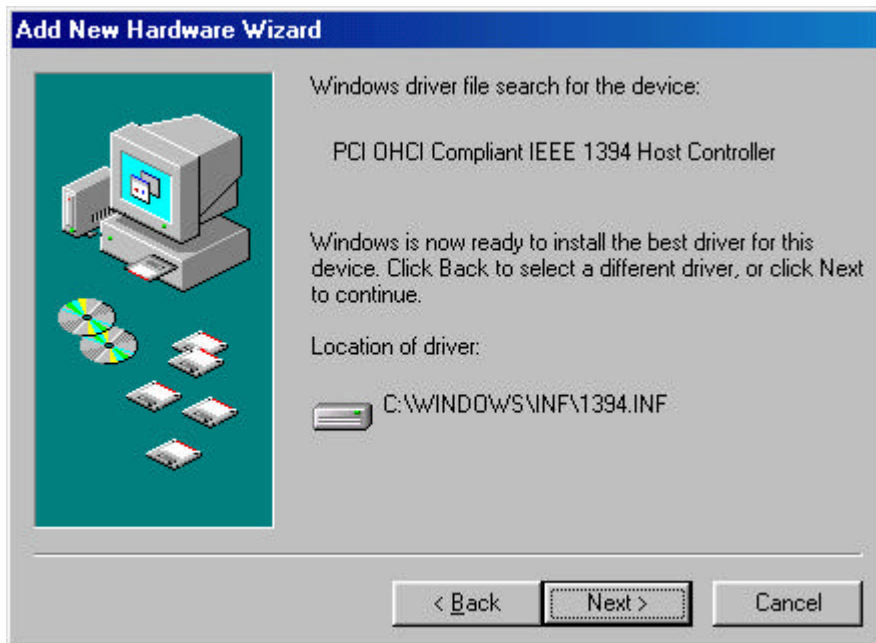 Add New Hardware Wizard
Windows driver file search for the device:
PCI OHCI Compliant IEEE 1394 Host Controller
Windows is now ready to install the best driver for this
device. Click Back to select a different driver, or click Next
to continue.
Location of driver:
C:\WINDOWS\INF\1394.INF
< Back
Next >
Cancel